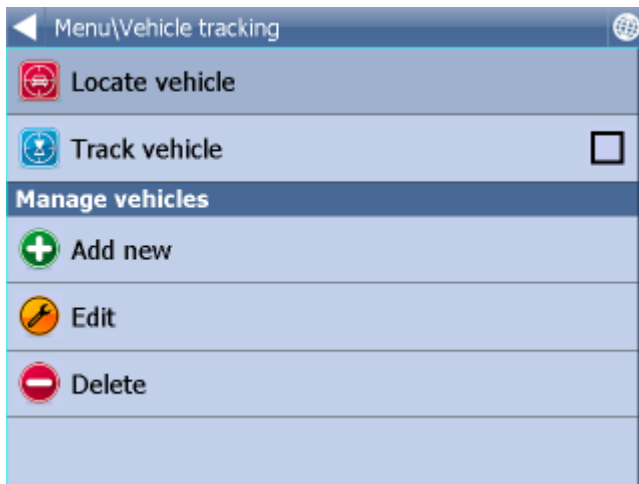 Menu\Vehicle tracking
Locate vehicle
Track vehicle
Manage vehicles
Add new
Edit
Delete